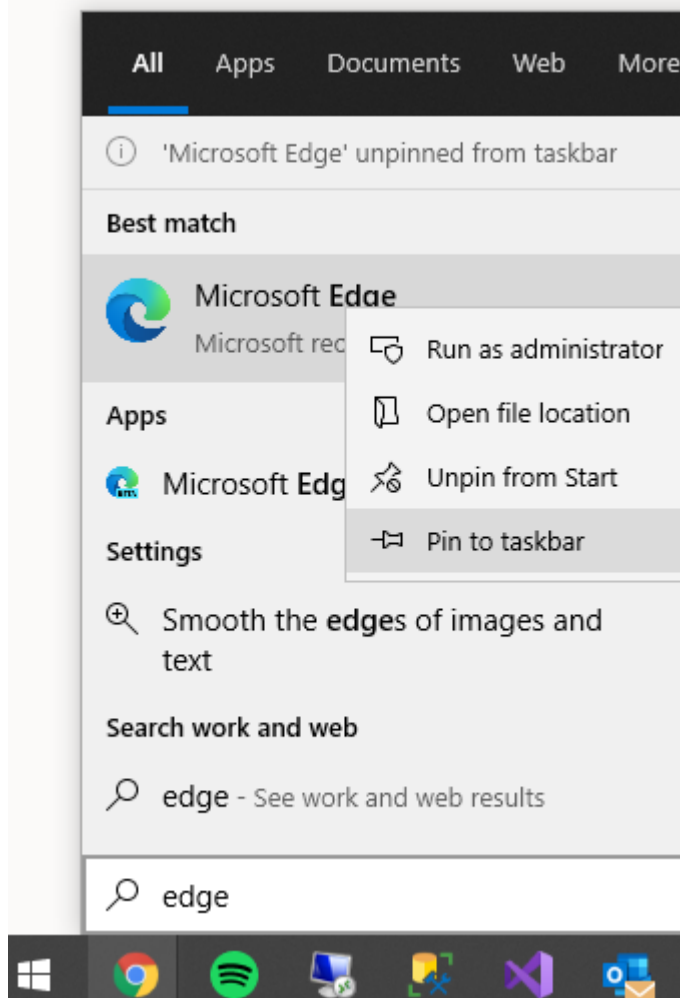 All Apps Documents Web More
'Microsoft Edge' unpinned from taskbar
Best match
Microsoft Edge
Microsoft rec
Run as administrator
Open file location
Apps
Microsoft Edg
Unpin from Start
Pin to taskbar
Settings
Smooth the edges of images and
text
Search work and web
edge - See work and web results
edge